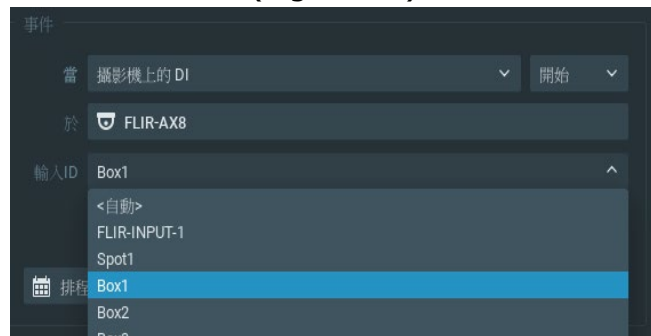 事件
當 攝影機上的 DI 開始
於 FLIR-AX8
輸入ID Box1
<自動>
FLIR-INPUT-1
Spot1
排程 Box1
Box2